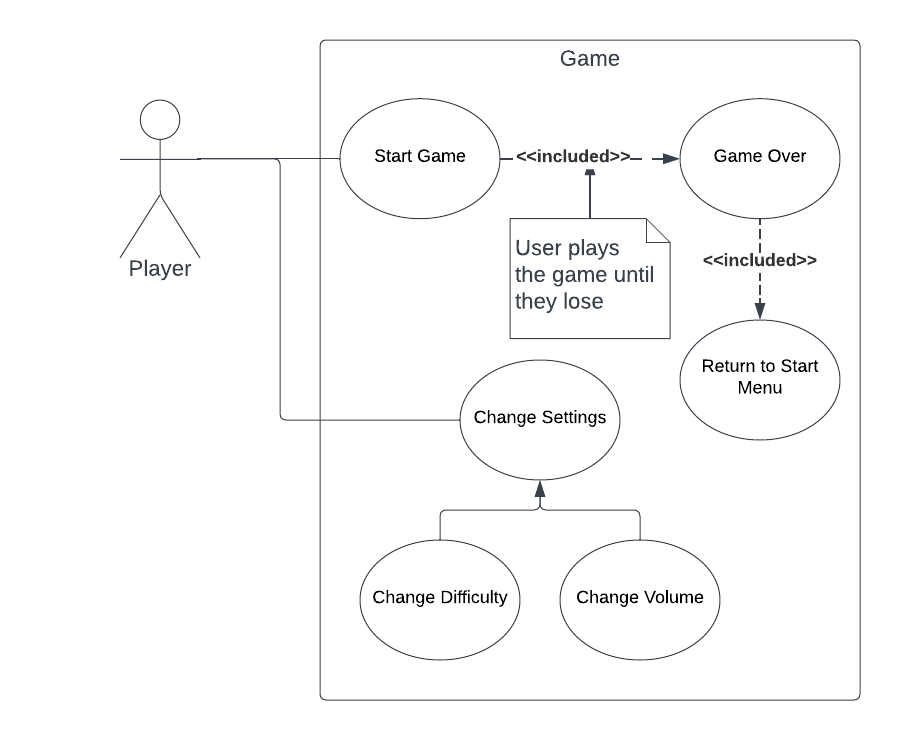 Game
Start Game
<<included>>
Game Over
Player
User plays
the game until
they lose
<<included>>
Return to Start
Menu
Change Settings
Change Difficulty
Change Volume